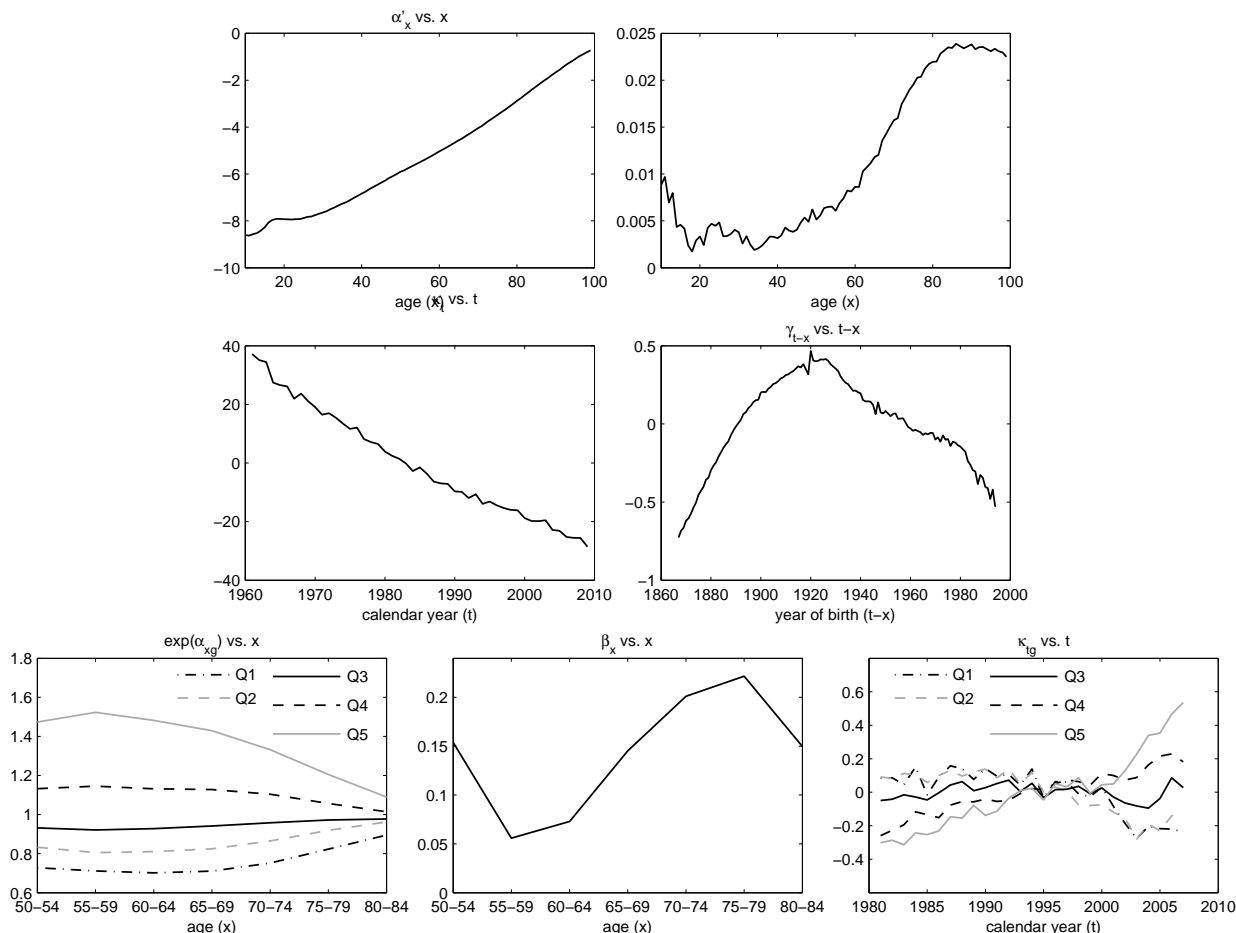 α'x vs. x
0
−2
−4
−6
−8
−10
20 40 60 80 100
age (x)
0.025
0.02
0.015
0.01
0.005
0
20 40 60 80 100
age (x)
κt vs. t
40
20
0
−20
−40
1960 1970 1980 1990 2000 2010
calendar year (t)
γt−x vs. t−x
0.5
0
−0.5
−1
1860 1880 1900 1920 1940 1960 1980 2000
year of birth (t−x)
exp(αxg) vs. x
1.8
1.6
1.4
1.2
1
0.8
0.6
50−54 55−59 60−64 65−69 70−74 75−79 80−84
age (x)
Q1
Q2
Q3
Q4
Q5
βx vs. x
0.2
0.15
0.1
0.05
0
50−54 55−59 60−64 65−69 70−74 75−79 80−84
age (x)
κtg vs. t
0.6
0.4
0.2
0
−0.2
−0.4
1980 1985 1990 1995 2000 2005 2010
calendar year (t)
Q1
Q2
Q3
Q4
Q5